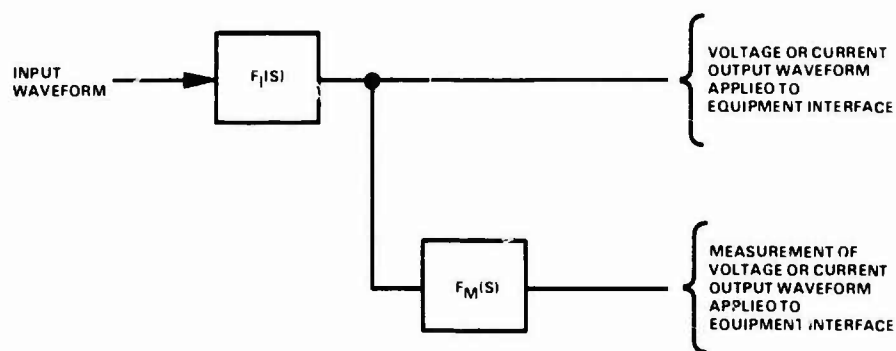 INPUT
WAVEFORM
F_I(S)
VOLTAGE OR CURRENT
OUTPUT WAVEFORM
APPLIED TO
EQUIPMENT INTERFACE
F_M(S)
MEASUREMENT OF
VOLTAGE OR CURRENT
OUTPUT WAVEFORM
APPLIED TO
EQUIPMENT INTERFACE